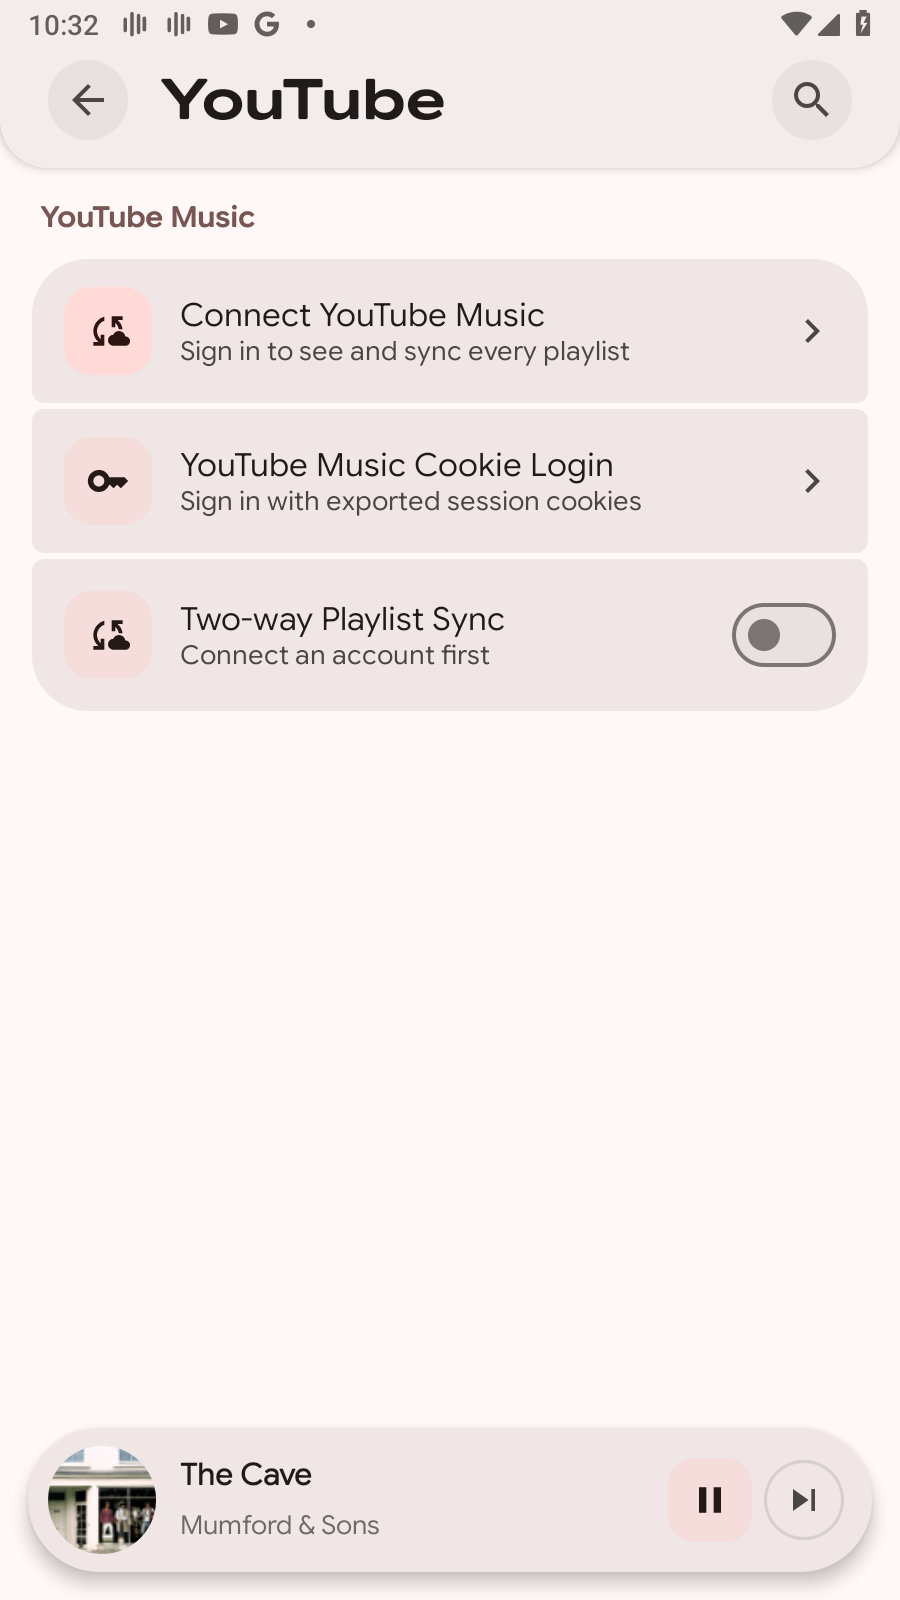 10:32
YouTube
YouTube Music
Connect YouTube Music
Sign in to see and sync every playlist
YouTube Music Cookie Login
Sign in with exported session cookies
Two-way Playlist Sync
Connect an account first
The Cave
Mumford & Sons